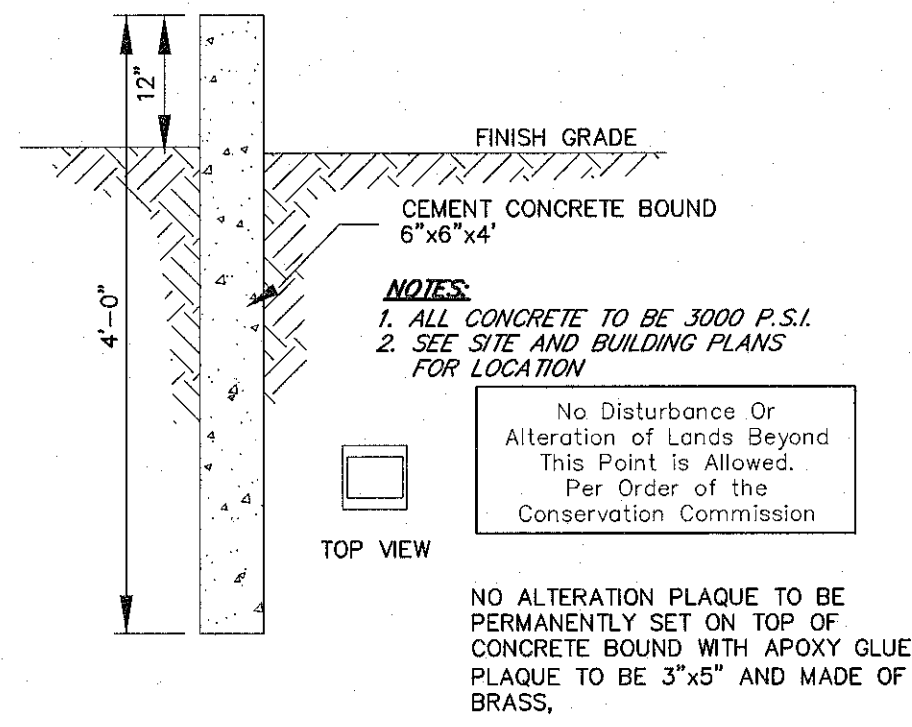 12"
4'-0"
FINISH GRADE
CEMENT CONCRETE BOUND
6"x6"x4'
NOTES:
1. ALL CONCRETE TO BE 3000 P.S.I.
2. SEE SITE AND BUILDING PLANS
FOR LOCATION
No Disturbance Or
Alteration of Lands Beyond
This Point is Allowed.
Per Order of the
Conservation Commission
TOP VIEW
NO ALTERATION PLAQUE TO BE
PERMANENTLY SET ON TOP OF
CONCRETE BOUND WITH APOXY GLUE
PLAQUE TO BE 3"x5" AND MADE OF
BRASS,